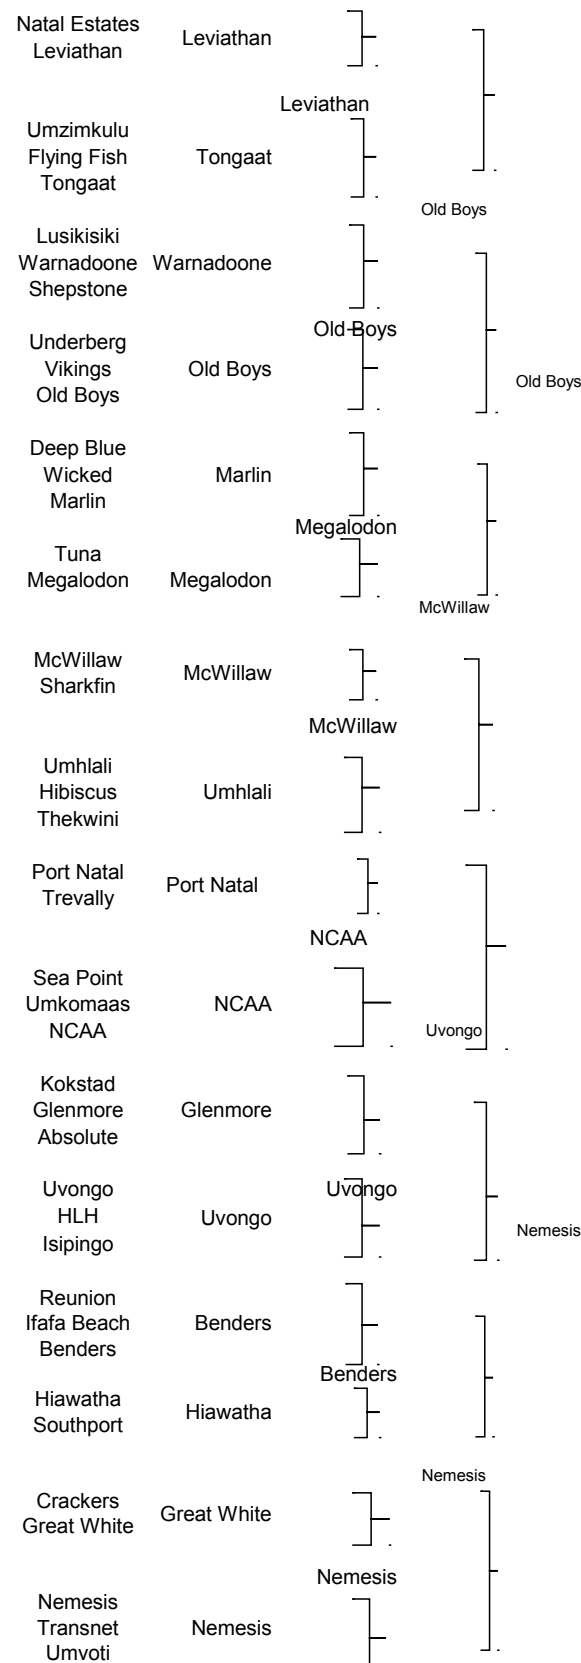 Natal Estates
Leviathan
Leviathan
Leviathan
Umzimkulu
Flying Fish
Tongaat
Tongaat
Old Boys
Lusikisiki
Warnadoone
Shepstone
Warnadoone
Old Boys
Underberg
Vikings
Old Boys
Old Boys
Old Boys
Deep Blue
Wicked
Marlin
Marlin
Megalodon
Tuna
Megalodon
Megalodon
McWillaw
McWillaw
Sharkfin
McWillaw
McWillaw
Umhlali
Hibiscus
Thekwini
Umhlali
Port Natal
Trevally
Port Natal
NCAA
Sea Point
Umkomaas
NCAA
NCAA
Uvongo
Kokstad
Glenmore
Absolute
Glenmore
Uvongo
Uvongo
HLH
Isipingo
Uvongo
Nemesis
Reunion
Ifafa Beach
Benders
Benders
Benders
Hiawatha
Southport
Hiawatha
Nemesis
Crackers
Great White
Great White
Nemesis
Nemesis
Transnet
Umvoti
Nemesis